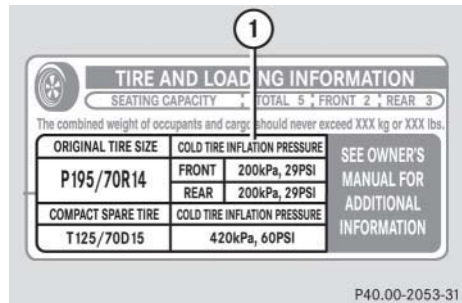 1
TIRE AND LOADING INFORMATION
SEATING CAPACITY TOTAL 5 FRONT 2 REAR 3
The combined weight of occupants and cargo should never exceed XXX kg or XXX lbs.
ORIGINAL TIRE SIZE COLD TIRE INFLATION PRESSURE
P195/70R14 FRONT 200kPa, 29PSI
REAR 200kPa, 29PSI
COMPACT SPARE TIRE COLD TIRE INFLATION PRESSURE
T125/70D15 420kPa, 60PSI
SEE OWNER'S
MANUAL FOR
ADDITIONAL
INFORMATION
P40.00-2053-31